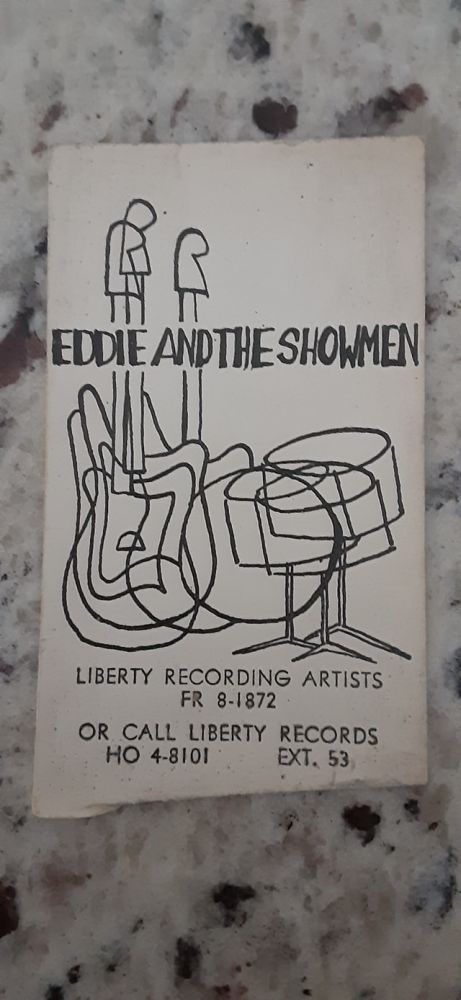 EDDIE AND THE SHOWMEN
LIBERTY RECORDING ARTISTS
FR 8-1872
OR CALL LIBERTY RECORDS
HO 4-8101 EXT. 53